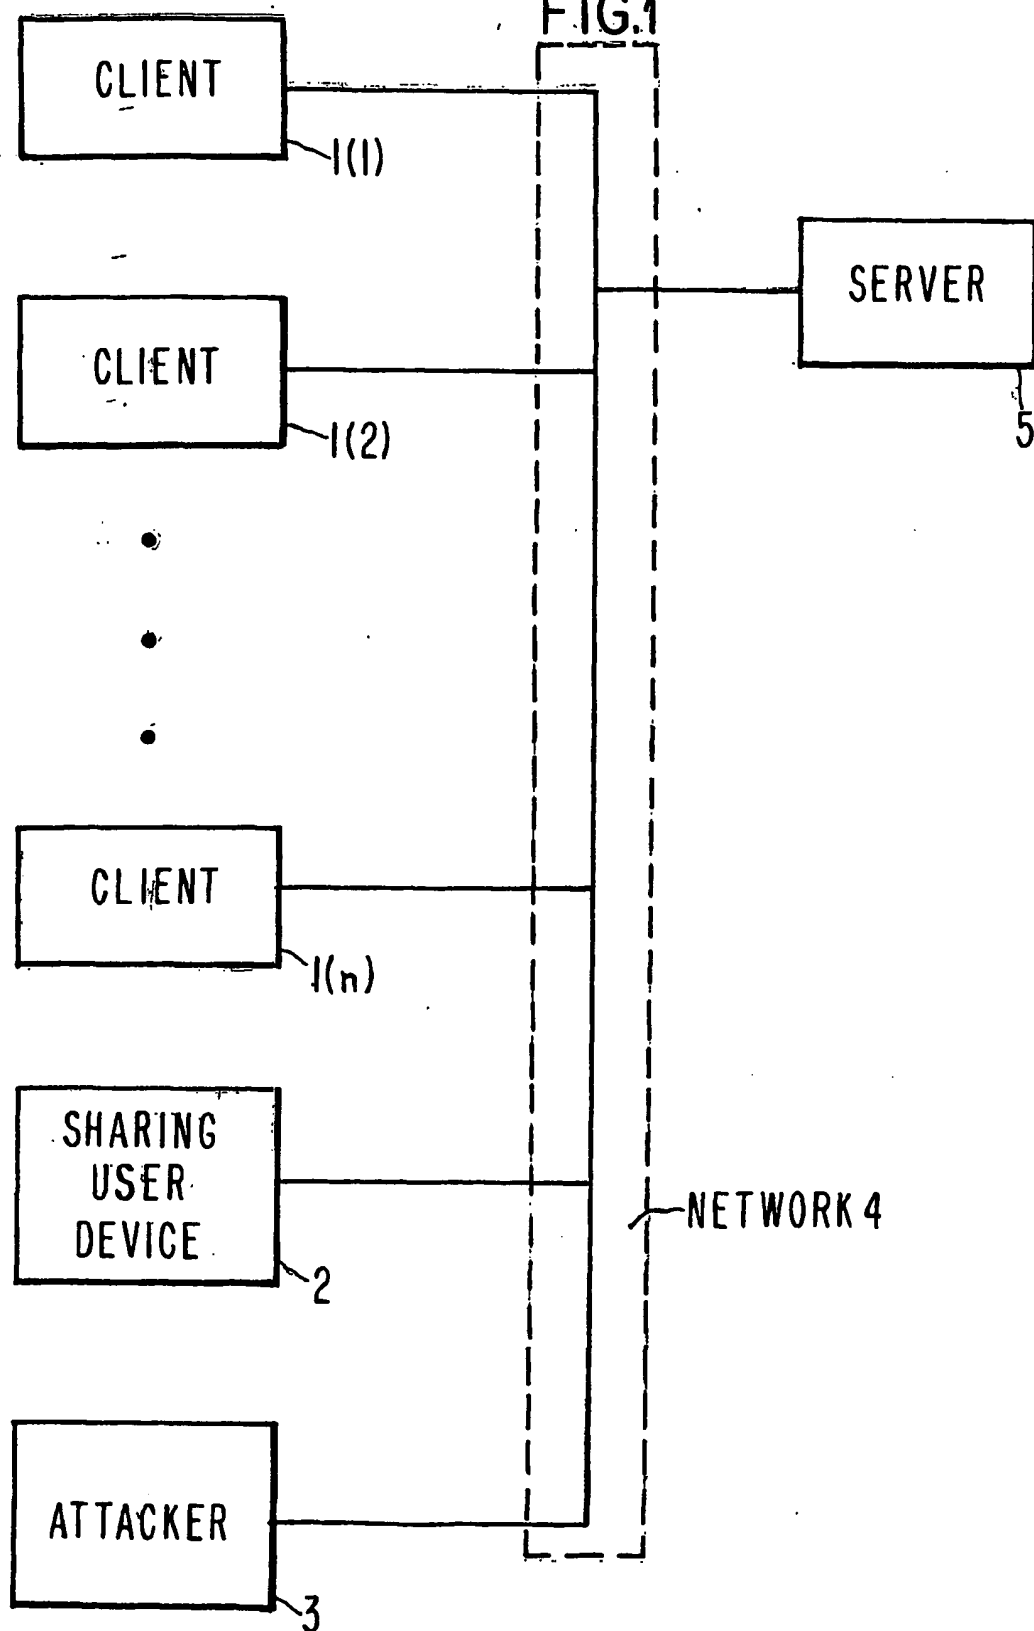 FIG.1
CLIENT
1(1)
SERVER
5
CLIENT
1(2)
CLIENT
1(n)
SHARING
USER
DEVICE
2
NETWORK 4
ATTACKER
3